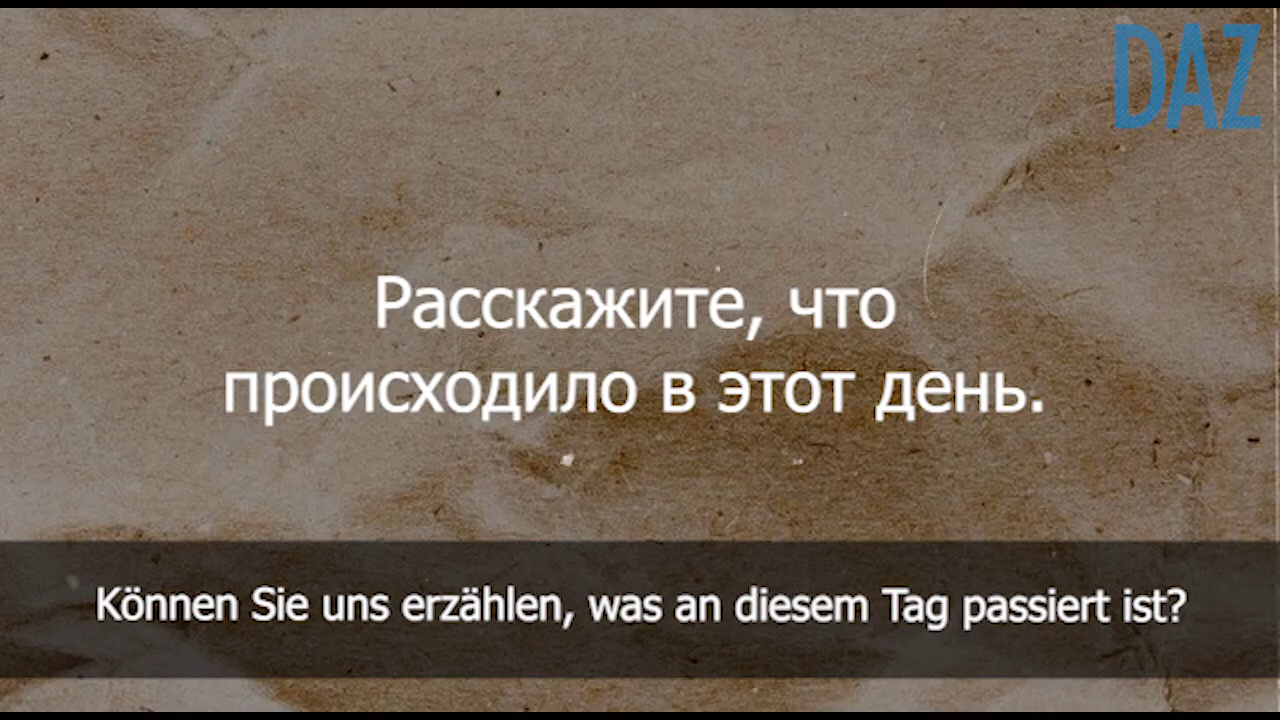 DAZ
Расскажите, что
происходило в этот день.
Können Sie uns erzählen, was an diesem Tag passiert ist?